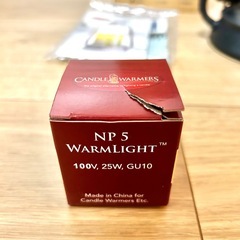 CANDLE WARMERS
NP 5
WARMLIGHT™
100V, 25W, GU10
Made in China for
Candle Warmers Etc.